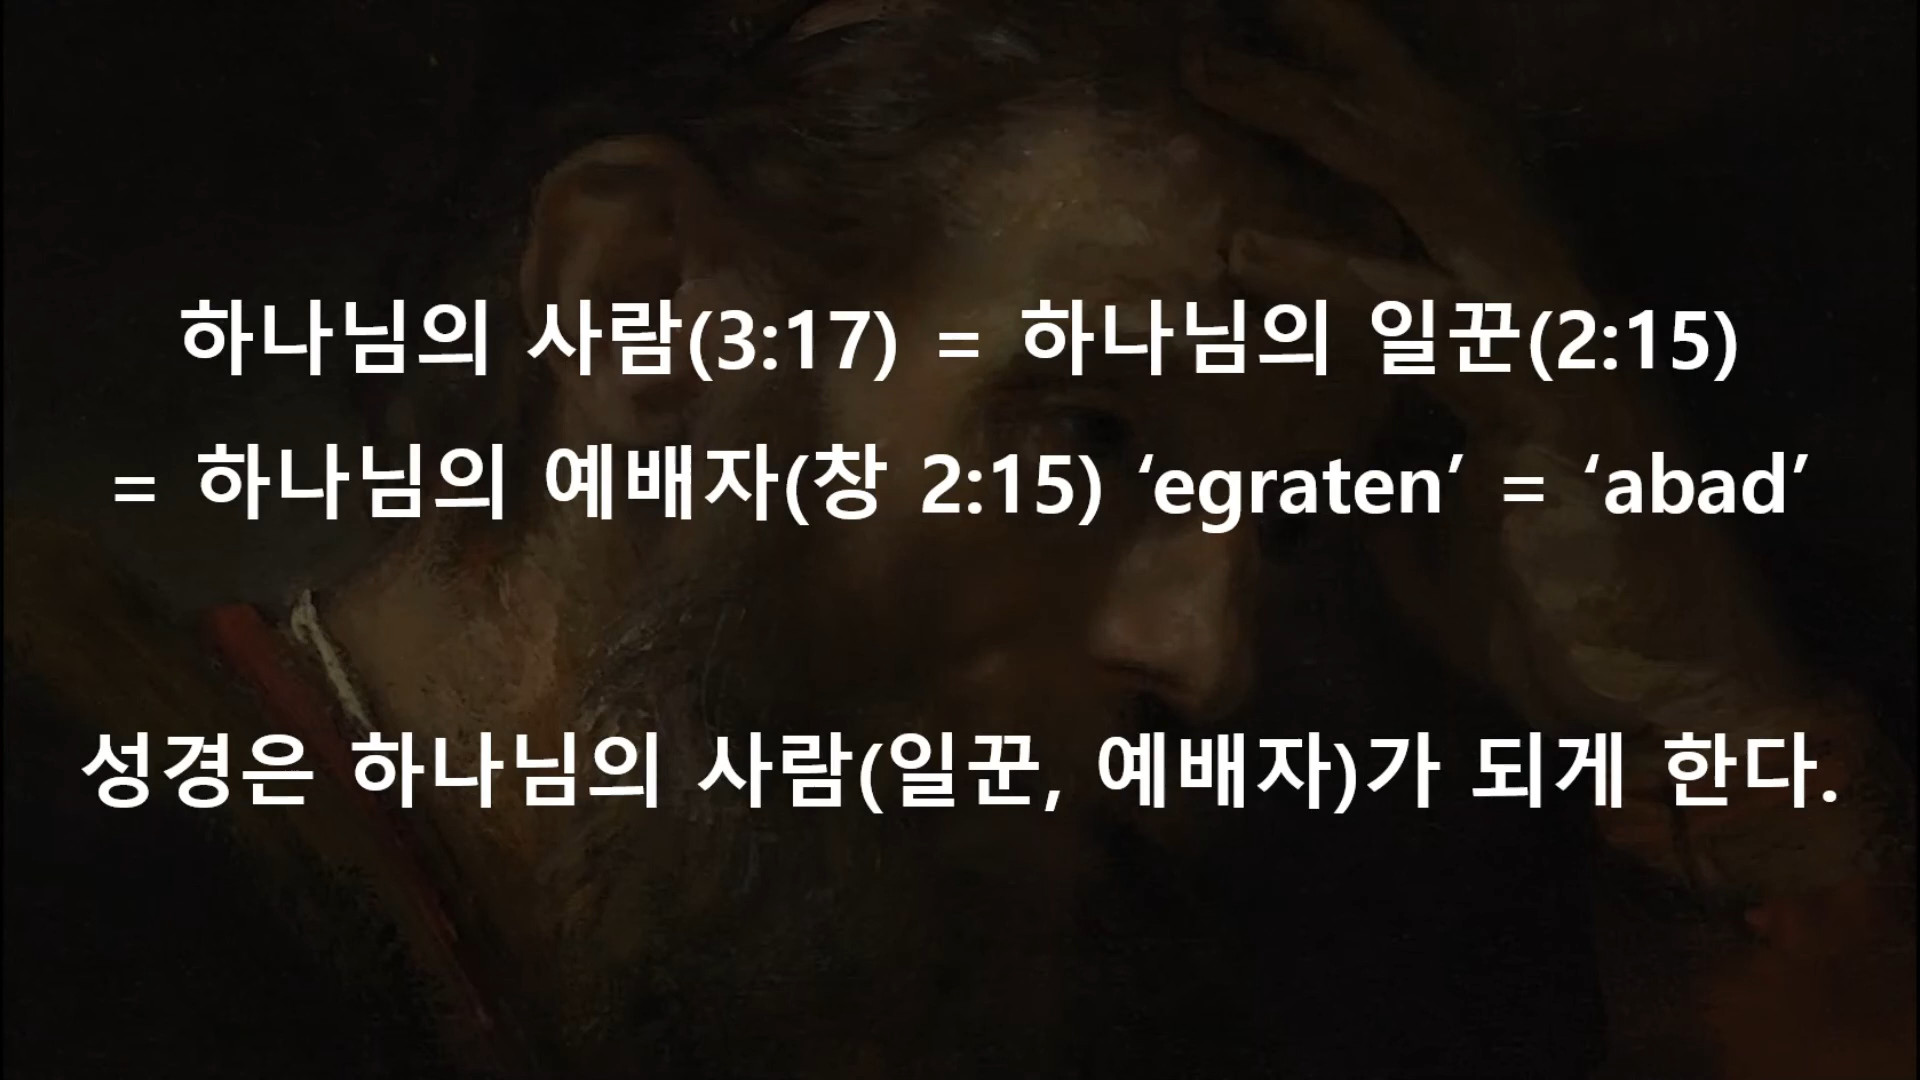 하나님의 사람(3:17) = 하나님의 일꾼(2:15)
= 하나님의 예배자(창 2:15) ‘egraten’ = ‘abad’
성경은 하나님의 사람(일꾼, 예배자)가 되게 한다.